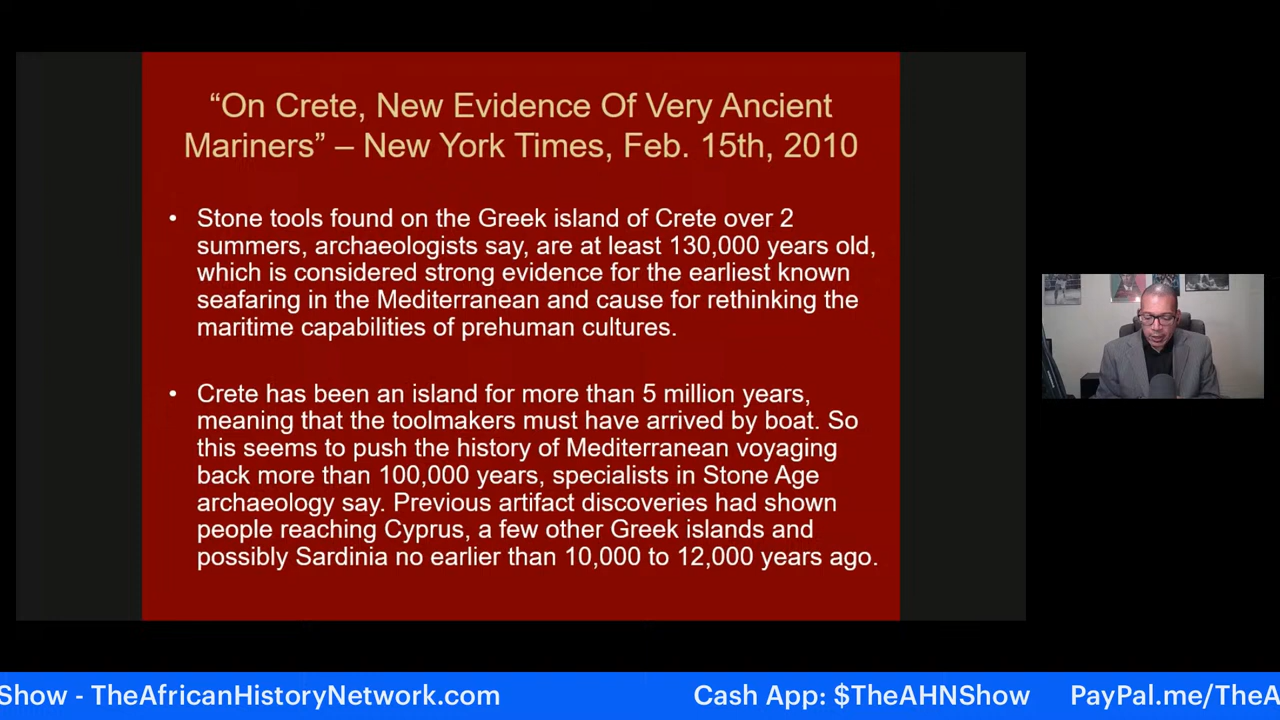 “On Crete, New Evidence Of Very Ancient
Mariners” – New York Times, Feb. 15th, 2010
• Stone tools found on the Greek island of Crete over 2
summers, archaeologists say, are at least 130,000 years old,
which is considered strong evidence for the earliest known
seafaring in the Mediterranean and cause for rethinking the
maritime capabilities of prehuman cultures.
• Crete has been an island for more than 5 million years,
meaning that the toolmakers must have arrived by boat. So
this seems to push the history of Mediterranean voyaging
back more than 100,000 years, specialists in Stone Age
archaeology say. Previous artifact discoveries had shown
people reaching Cyprus, a few other Greek islands and
possibly Sardinia no earlier than 10,000 to 12,000 years ago.
Show - TheAfricanHistoryNetwork.com Cash App: $TheAHNShow PayPal.me/TheA